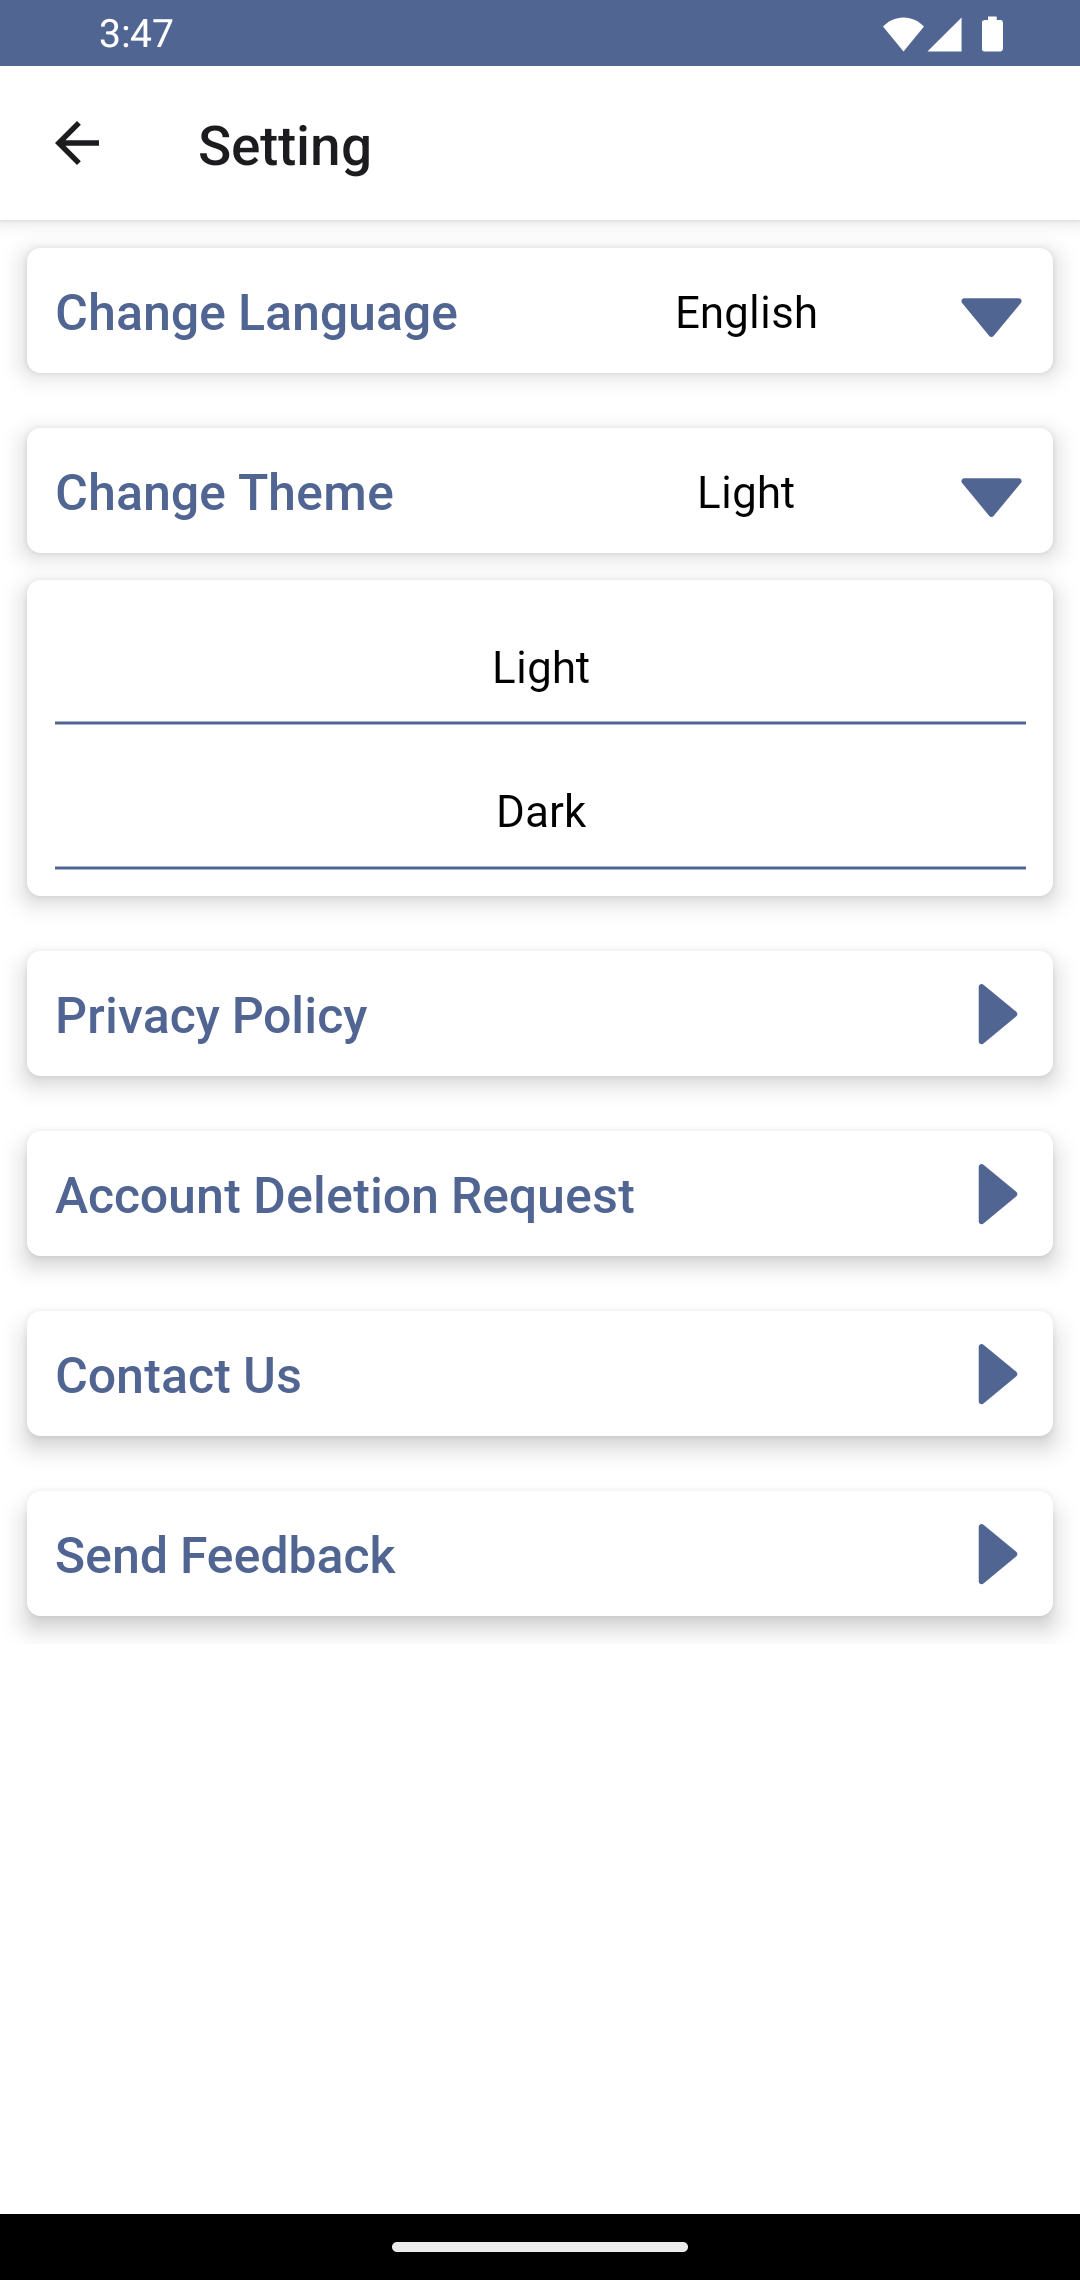 3:47
Setting
Change Language English
Change Theme Light
Light
Dark
Privacy Policy
Account Deletion Request
Contact Us
Send Feedback